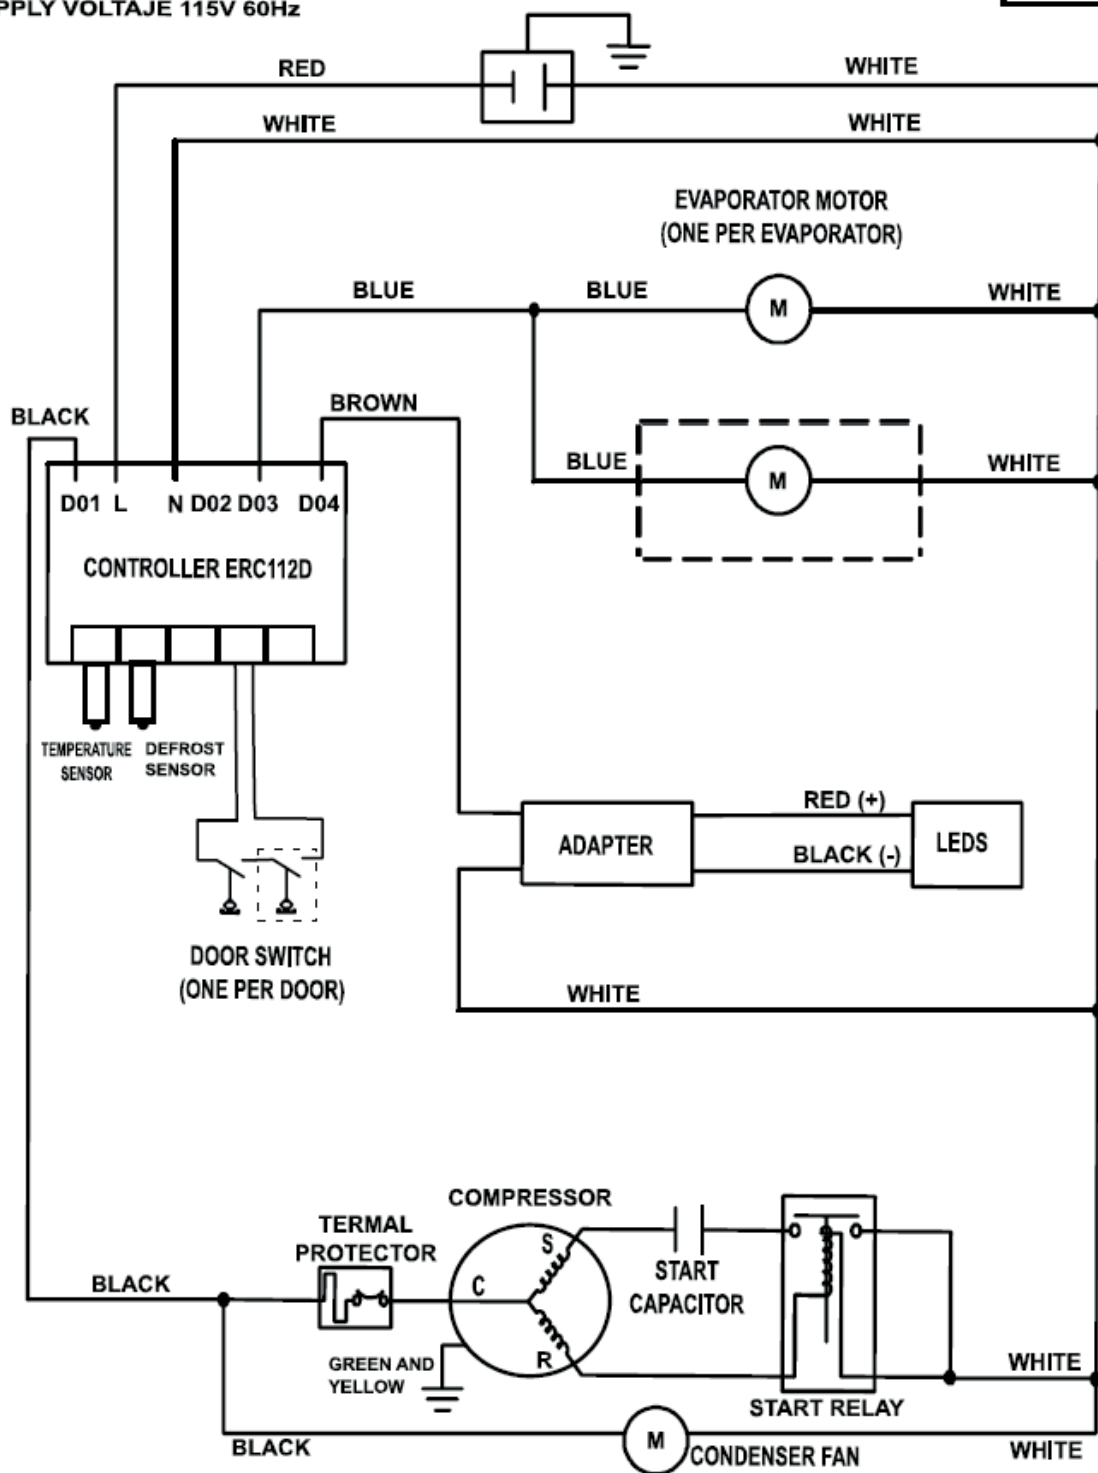 PPLY VOLTAJE 115V 60Hz
RED
WHITE
WHITE
WHITE
EVAPORATOR MOTOR
(ONE PER EVAPORATOR)
BLUE
BLUE
M
WHITE
BLACK
BROWN
BLUE
M
WHITE
D01 L N D02 D03 D04
CONTROLLER ERC112D
TEMPERATURE
SENSOR
DEFROST
SENSOR
RED (+)
ADAPTER
LEDS
BLACK (-)
DOOR SWITCH
(ONE PER DOOR)
WHITE
COMPRESSOR
TERMAL
PROTECTOR
S
C
R
START
CAPACITOR
BLACK
GREEN AND
YELLOW
WHITE
START RELAY
BLACK
M
CONDENSER FAN
WHITE